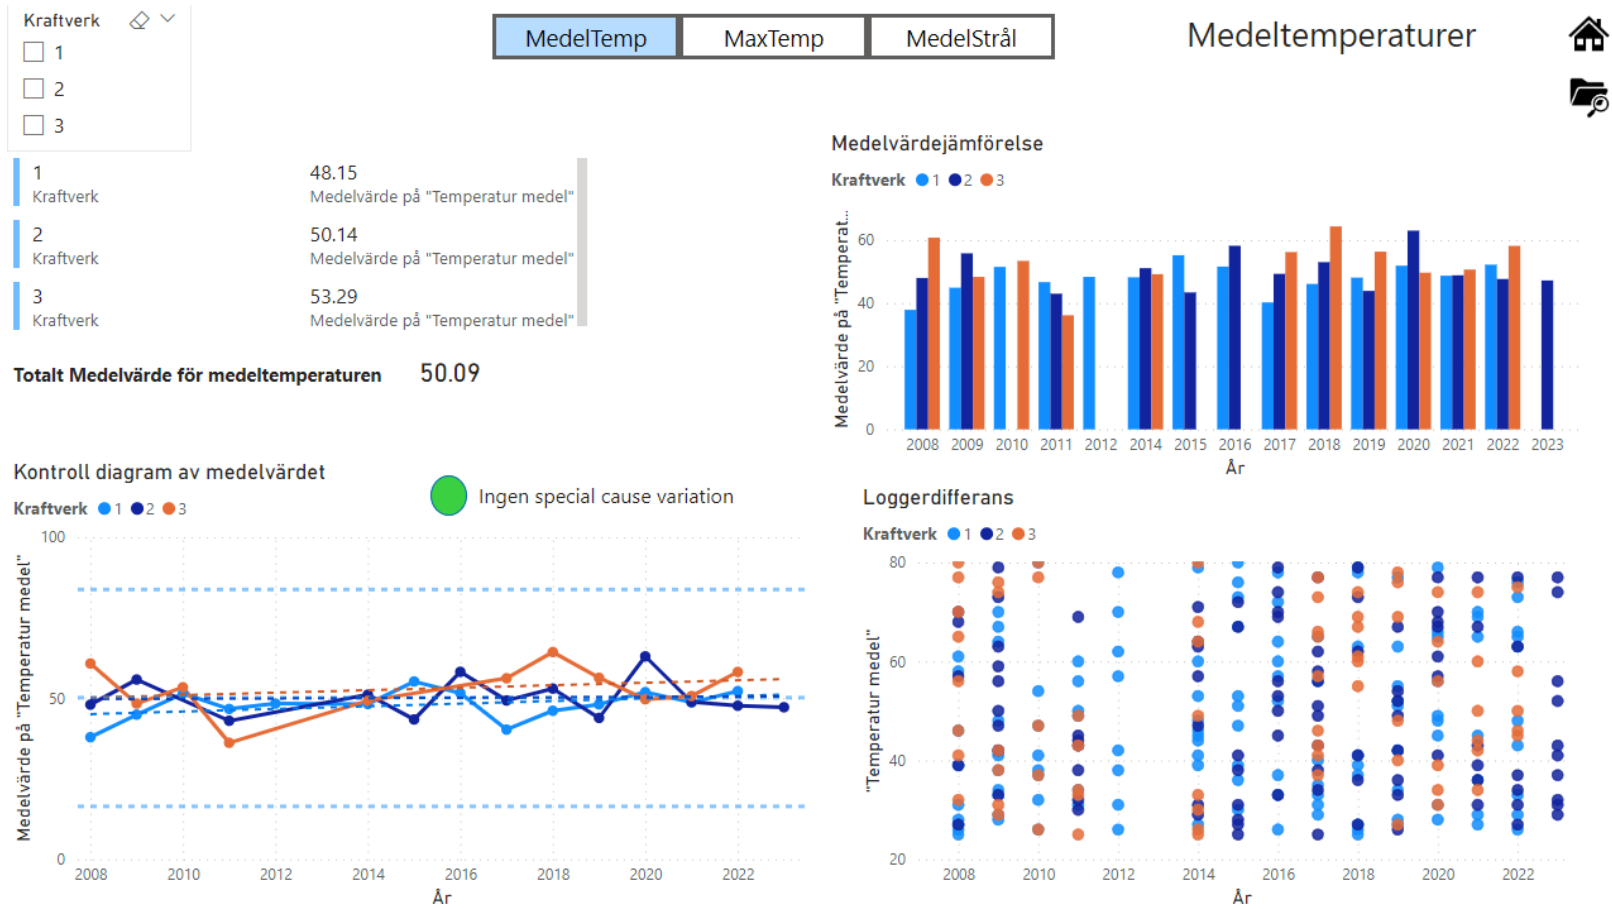 Kraftverk
1
2
3
MedelTemp
MaxTemp
MedelStrål
Medeltemperaturer
1
Kraftverk
48.15
Medelvärde på "Temperatur medel"
2
Kraftverk
50.14
Medelvärde på "Temperatur medel"
3
Kraftverk
53.29
Medelvärde på "Temperatur medel"
Totalt Medelvärde för medeltemperaturen 50.09
Medelvärdejämförelse
Kraftverk 1 2 3
Medelvärde på "Temperat...
60
40
20
0
2008 2009 2010 2011 2012 2014 2015 2016 2017 2018 2019 2020 2021 2022 2023
År
Kontroll diagram av medelvärdet
Ingen special cause variation
Kraftverk 1 2 3
Medelvärde på "Temperatur medel"
100
50
0
2008 2010 2012 2014 2016 2018 2020 2022
År
Loggerdifferans
Kraftverk 1 2 3
"Temperatur medel"
80
60
40
20
2008 2010 2012 2014 2016 2018 2020 2022
År